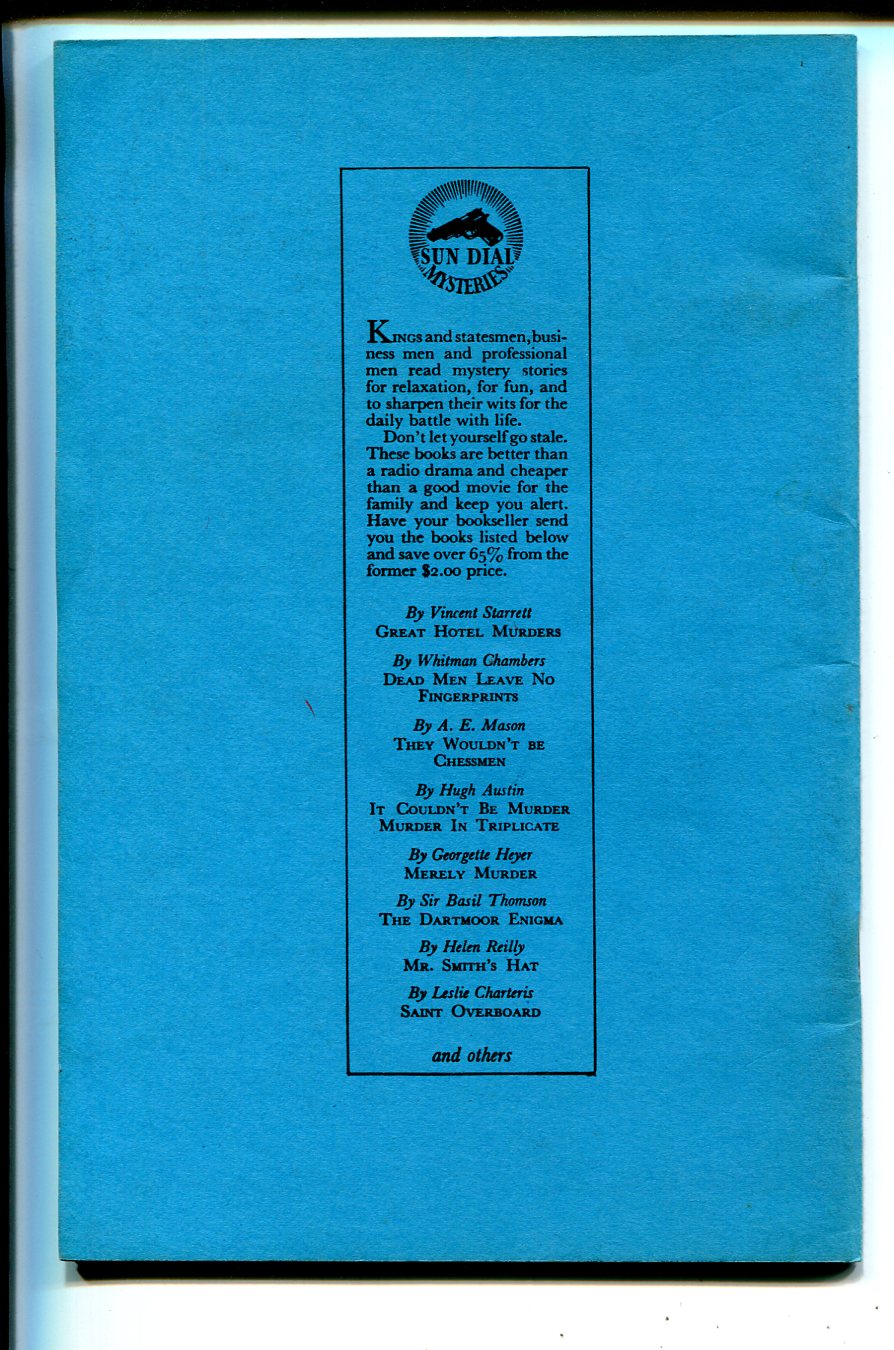 SUN DIAL
MYSTERIES
KINGS and statesmen, busi-
ness men and professional
men read mystery stories
for relaxation, for fun, and
to sharpen their wits for the
daily battle with life.
Don't let yourself go stale.
These books are better than
a radio drama and cheaper
than a good movie for the
family and keep you alert.
Have your bookseller send
you the books listed below
and save over 65% from the
former $2.00 price.
By Vincent Starrett
GREAT HOTEL MURDERS
By Whitman Chambers
DEAD MEN LEAVE NO
FINGERPRINTS
By A. E. Mason
THEY WOULDN'T BE
CHESSMEN
By Hugh Austin
IT COULDN'T BE MURDER
MURDER IN TRIPLICATE
By Georgette Heyer
MERELY MURDER
By Sir Basil Thomson
THE DARTMOOR ENIGMA
By Helen Reilly
MR. SMITH'S HAT
By Leslie Charteris
SAINT OVERBOARD
and others